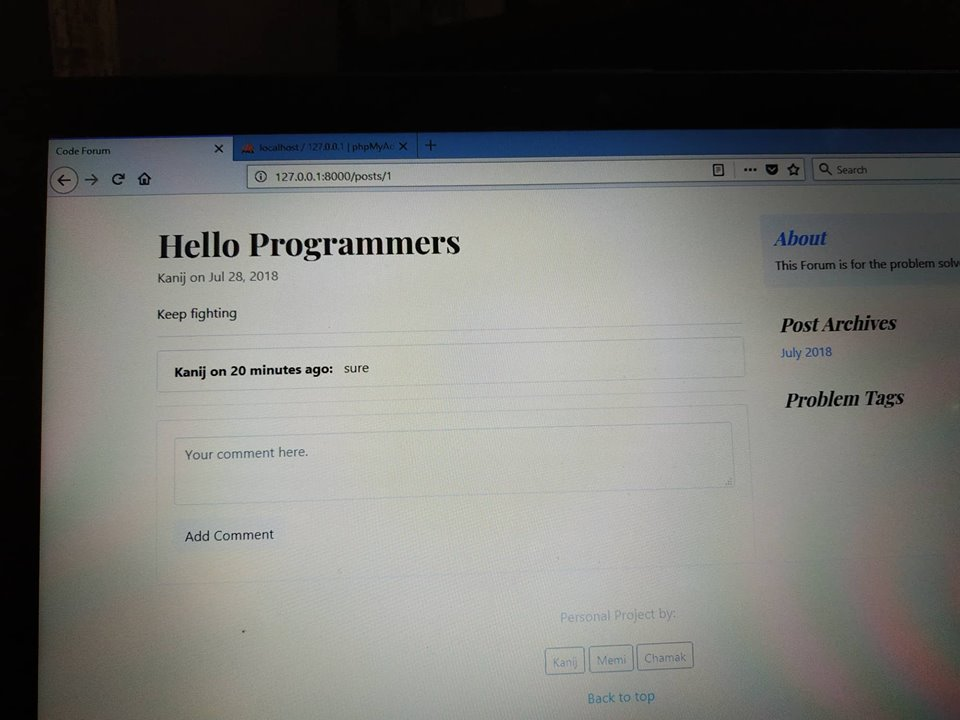 Code Forum
localhost / 127.0.0.1 | phpMyAd
127.0.0.1:8000/posts/1
Search
Hello Programmers
Kanij on Jul 28, 2018
Keep fighting
Kanij on 20 minutes ago: sure
Your comment here.
Add Comment
About
This Forum is for the problem solve
Post Archives
July 2018
Problem Tags
Personal Project by:
Kanij Memi Chamak
Back to top